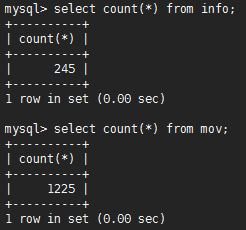 mysql> select count(*) from info;
+----------+
| count(*) |
+----------+
|      245 |
+----------+
1 row in set (0.00 sec)

mysql> select count(*) from mov;
+----------+
| count(*) |
+----------+
|     1225 |
+----------+
1 row in set (0.00 sec)